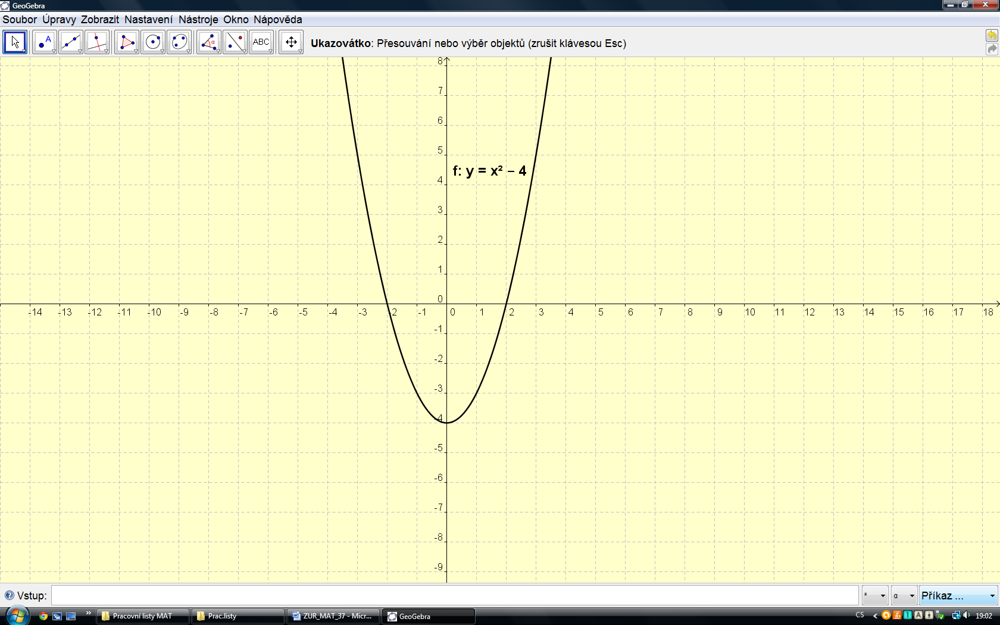 GeoGebra
Soubor Úpravy Zobrazit Nastavení Nástroje Okno Nápověda
A
α
ABC
Ukazovátko: Přesouvání nebo výběr objektů (zrušit klávesou Esc)
8
7
6
5
f: y = x² – 4
4
3
2
1
0
-14 -13 -12 -11 -10 -9 -8 -7 -6 -5 -4 -3 -2 -1 0 1 2 3 4 5 6 7 8 9 10 11 12 13 14 15 16 17 18
-1
-2
-3
-4
-5
-6
-7
-8
-9
Vstup:
²
α
Příkaz ...
Pracovní listy MAT
Prac.listy
ZUR_MAT_37 - Micr...
GeoGebra
CS
19:02